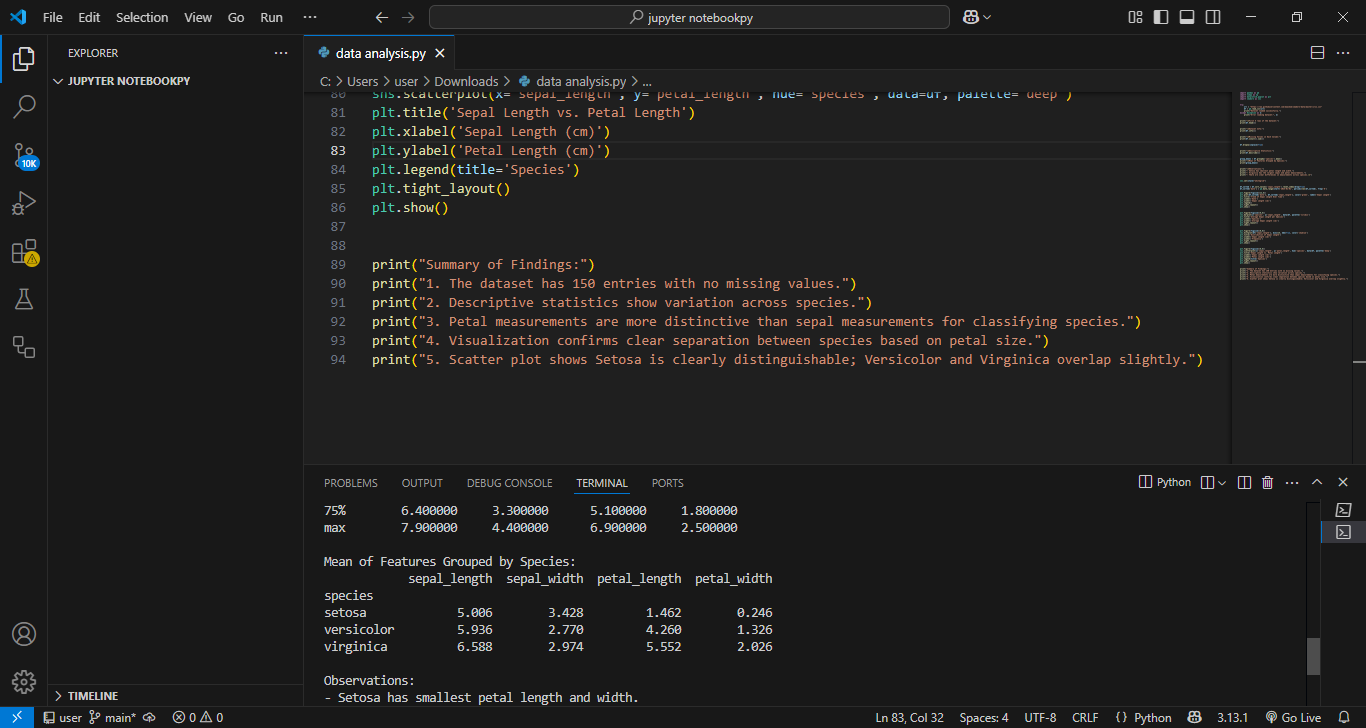 File Edit Selection View Go Run ··· jupyter notebookpy
EXPLORER ···
JUPYTER NOTEBOOKPY
TIMELINE
10K
data analysis.py
C: > Users > user > Downloads > data analysis.py > ...
80 sns.scatterplot(x='sepal_length', y='petal_length', hue='species', data=df, palette='deep')
81 plt.title('Sepal Length vs. Petal Length')
82 plt.xlabel('Sepal Length (cm)')
83 plt.ylabel('Petal Length (cm)')
84 plt.legend(title='Species')
85 plt.tight_layout()
86 plt.show()
87
88
89 print("Summary of Findings:")
90 print("1. The dataset has 150 entries with no missing values.")
91 print("2. Descriptive statistics show variation across species.")
92 print("3. Petal measurements are more distinctive than sepal measurements for classifying species.")
93 print("4. Visualization confirms clear separation between species based on petal size.")
94 print("5. Scatter plot shows Setosa is clearly distinguishable; Versicolor and Virginica overlap slightly.")
PROBLEMS OUTPUT DEBUG CONSOLE TERMINAL PORTS Python
75% 6.400000 3.300000 5.100000 1.800000
max 7.900000 4.400000 6.900000 2.500000
Mean of Features Grouped by Species:
sepal_length sepal_width petal_length petal_width
species
setosa 5.006 3.428 1.462 0.246
versicolor 5.936 2.770 4.260 1.326
virginica 6.588 2.974 5.552 2.026
Observations:
- Setosa has smallest petal length and width.
user main* 0 0 Ln 83, Col 32 Spaces: 4 UTF-8 CRLF {} Python 3.13.1 Go Live